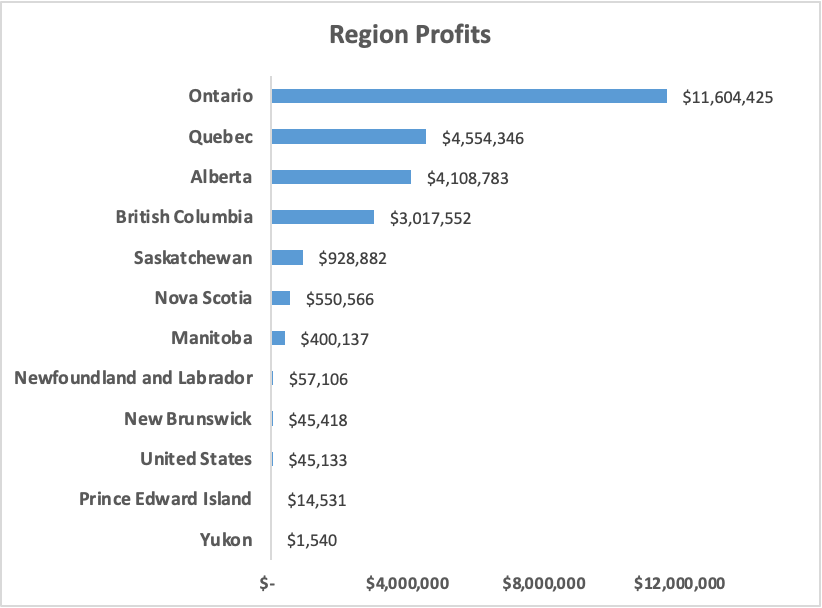 Region Profits
Ontario $11,604,425
Quebec $4,554,346
Alberta $4,108,783
British Columbia $3,017,552
Saskatchewan $928,882
Nova Scotia $550,566
Manitoba $400,137
Newfoundland and Labrador $57,106
New Brunswick $45,418
United States $45,133
Prince Edward Island $14,531
Yukon $1,540
$- $4,000,000 $8,000,000 $12,000,000